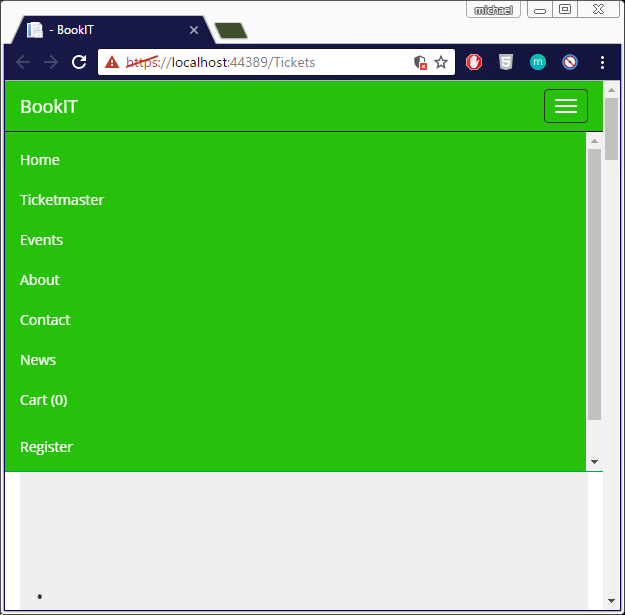 michael
- BookIT
https://localhost:44389/Tickets
m
BookIT
Home
Ticketmaster
Events
About
Contact
News
Cart (0)
Register